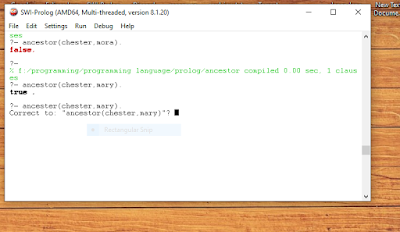 SWI-Prolog (AMD64, Multi-threaded, version 8.1.20)
File Edit Settings Run Debug Help
ses
?- ancestor(chester,mora).
false.
?-
% f:/programming/programming language/prolog/ancestor compiled 0.00 sec, 1 claus
es
?- ancestor(chester,mary).
true .
?- ancestor(chester,mary).
Correct to: "ancestor(chester,mary)"?
Rectangular Snip
New Tex
Docume